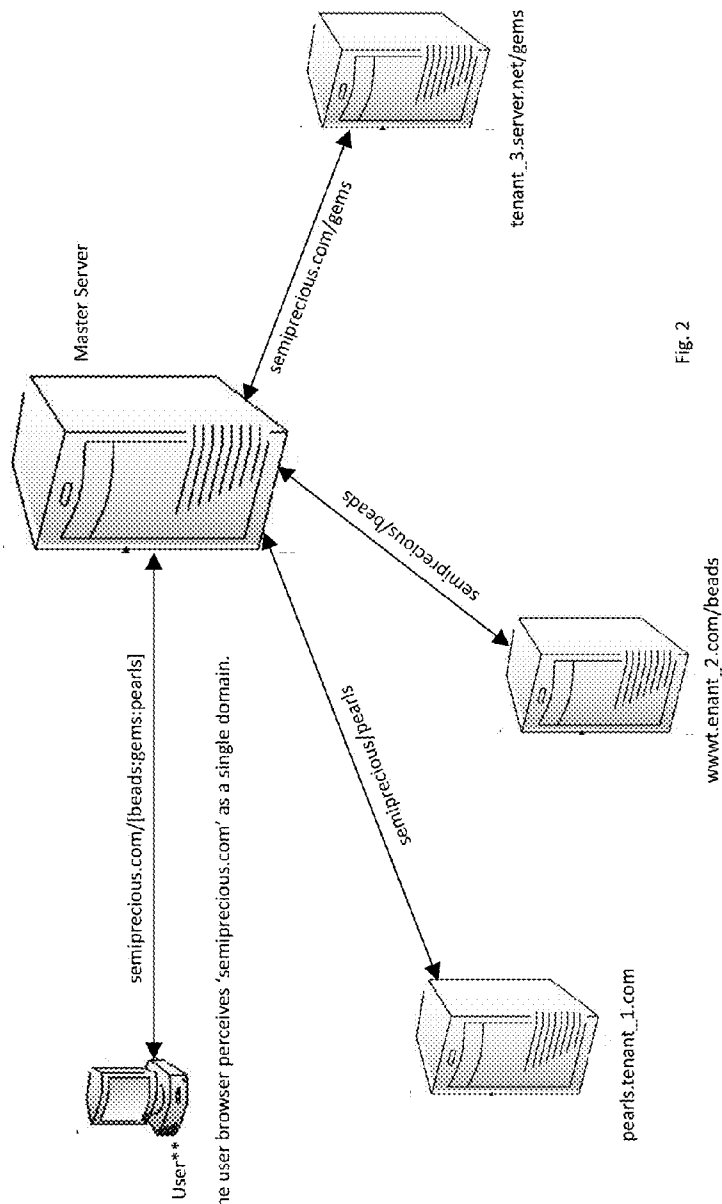 User**
semiprecious.com/[beads:gems:pearls]
Master Server
he user browser perceives 'semiprecious.com' as a single domain.
semiprecious/pearls
semiprecious/beads
semiprecious.com/gems
pearls.tenant_1.com
wwwt.enant_2.com/beads
tenant_3.server.net/gems
Fig. 2